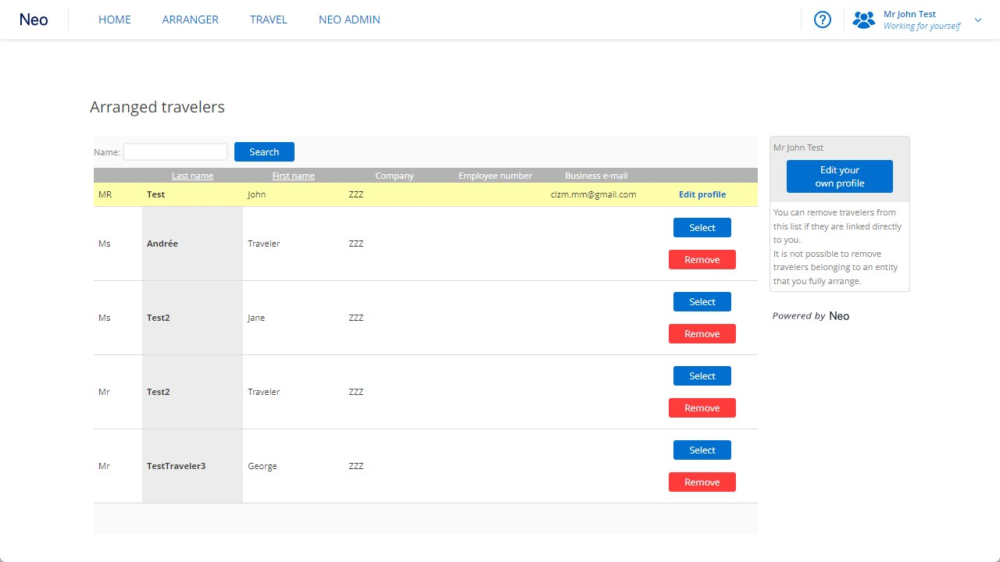 Neo HOME ARRANGER TRAVEL NEO ADMIN Mr John Test
Working for yourself
Arranged travelers
Name: Search
Last name First name Company Employee number Business e-mail
MR Test John ZZZ clzm.mm@gmail.com Edit profile
Ms Andrée Traveler ZZZ Select
Remove
Ms Test2 Jane ZZZ Select
Remove
Mr Test2 Traveler ZZZ Select
Remove
Mr TestTraveler3 George ZZZ Select
Remove
Mr John Test
Edit your
own profile
You can remove travelers from
this list if they are linked directly
to you.
It is not possible to remove
travelers belonging to an entity
that you fully arrange.
Powered by Neo